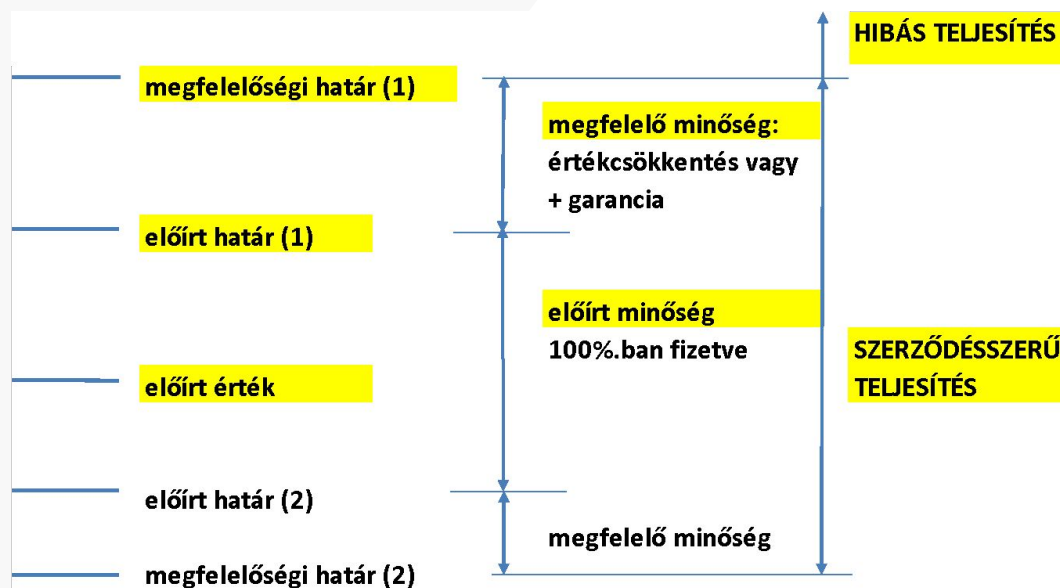 HIBÁS TELJESÍTÉS
megfelelőségi határ (1)
megfelelő minőség:
értékcsökkentés vagy
+ garancia
előírt határ (1)
előírt minőség
100%.ban fizetve
SZERZŐDÉSSZERŰ
TELJESÍTÉS
előírt érték
előírt határ (2)
megfelelő minőség
megfelelőségi határ (2)